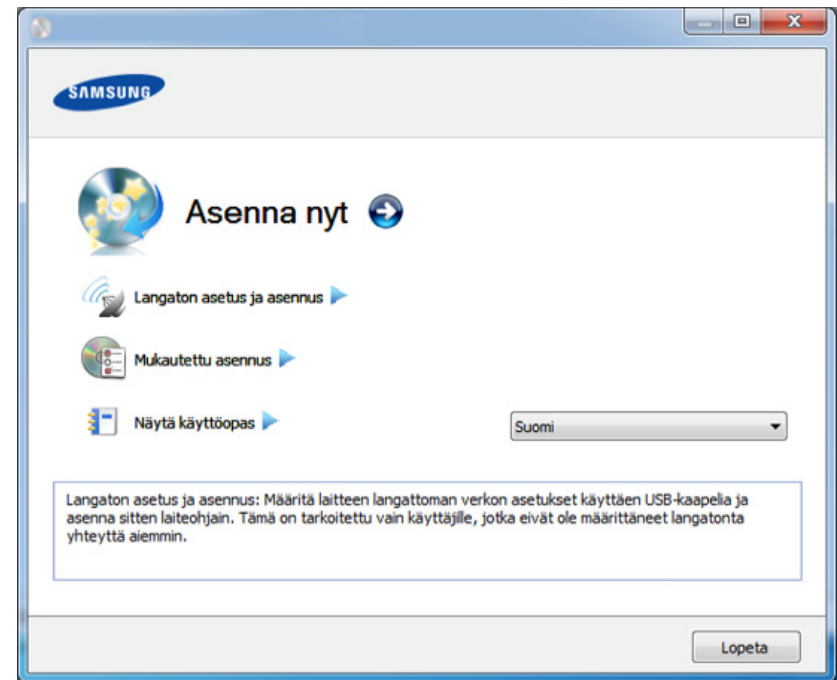 SAMSUNG
Asenna nyt
Langaton asetus ja asennus
Mukautettu asennus
Näytä käyttöopas
Suomi
Langaton asetus ja asennus: Määritä laitteen langattoman verkon asetukset käyttäen USB-kaapelia ja
asenna sitten laiteohjain. Tämä on tarkoitettu vain käyttäjille, jotka eivät ole määrittäneet langatonta
yhteyttä aiemmin.
Lopeta